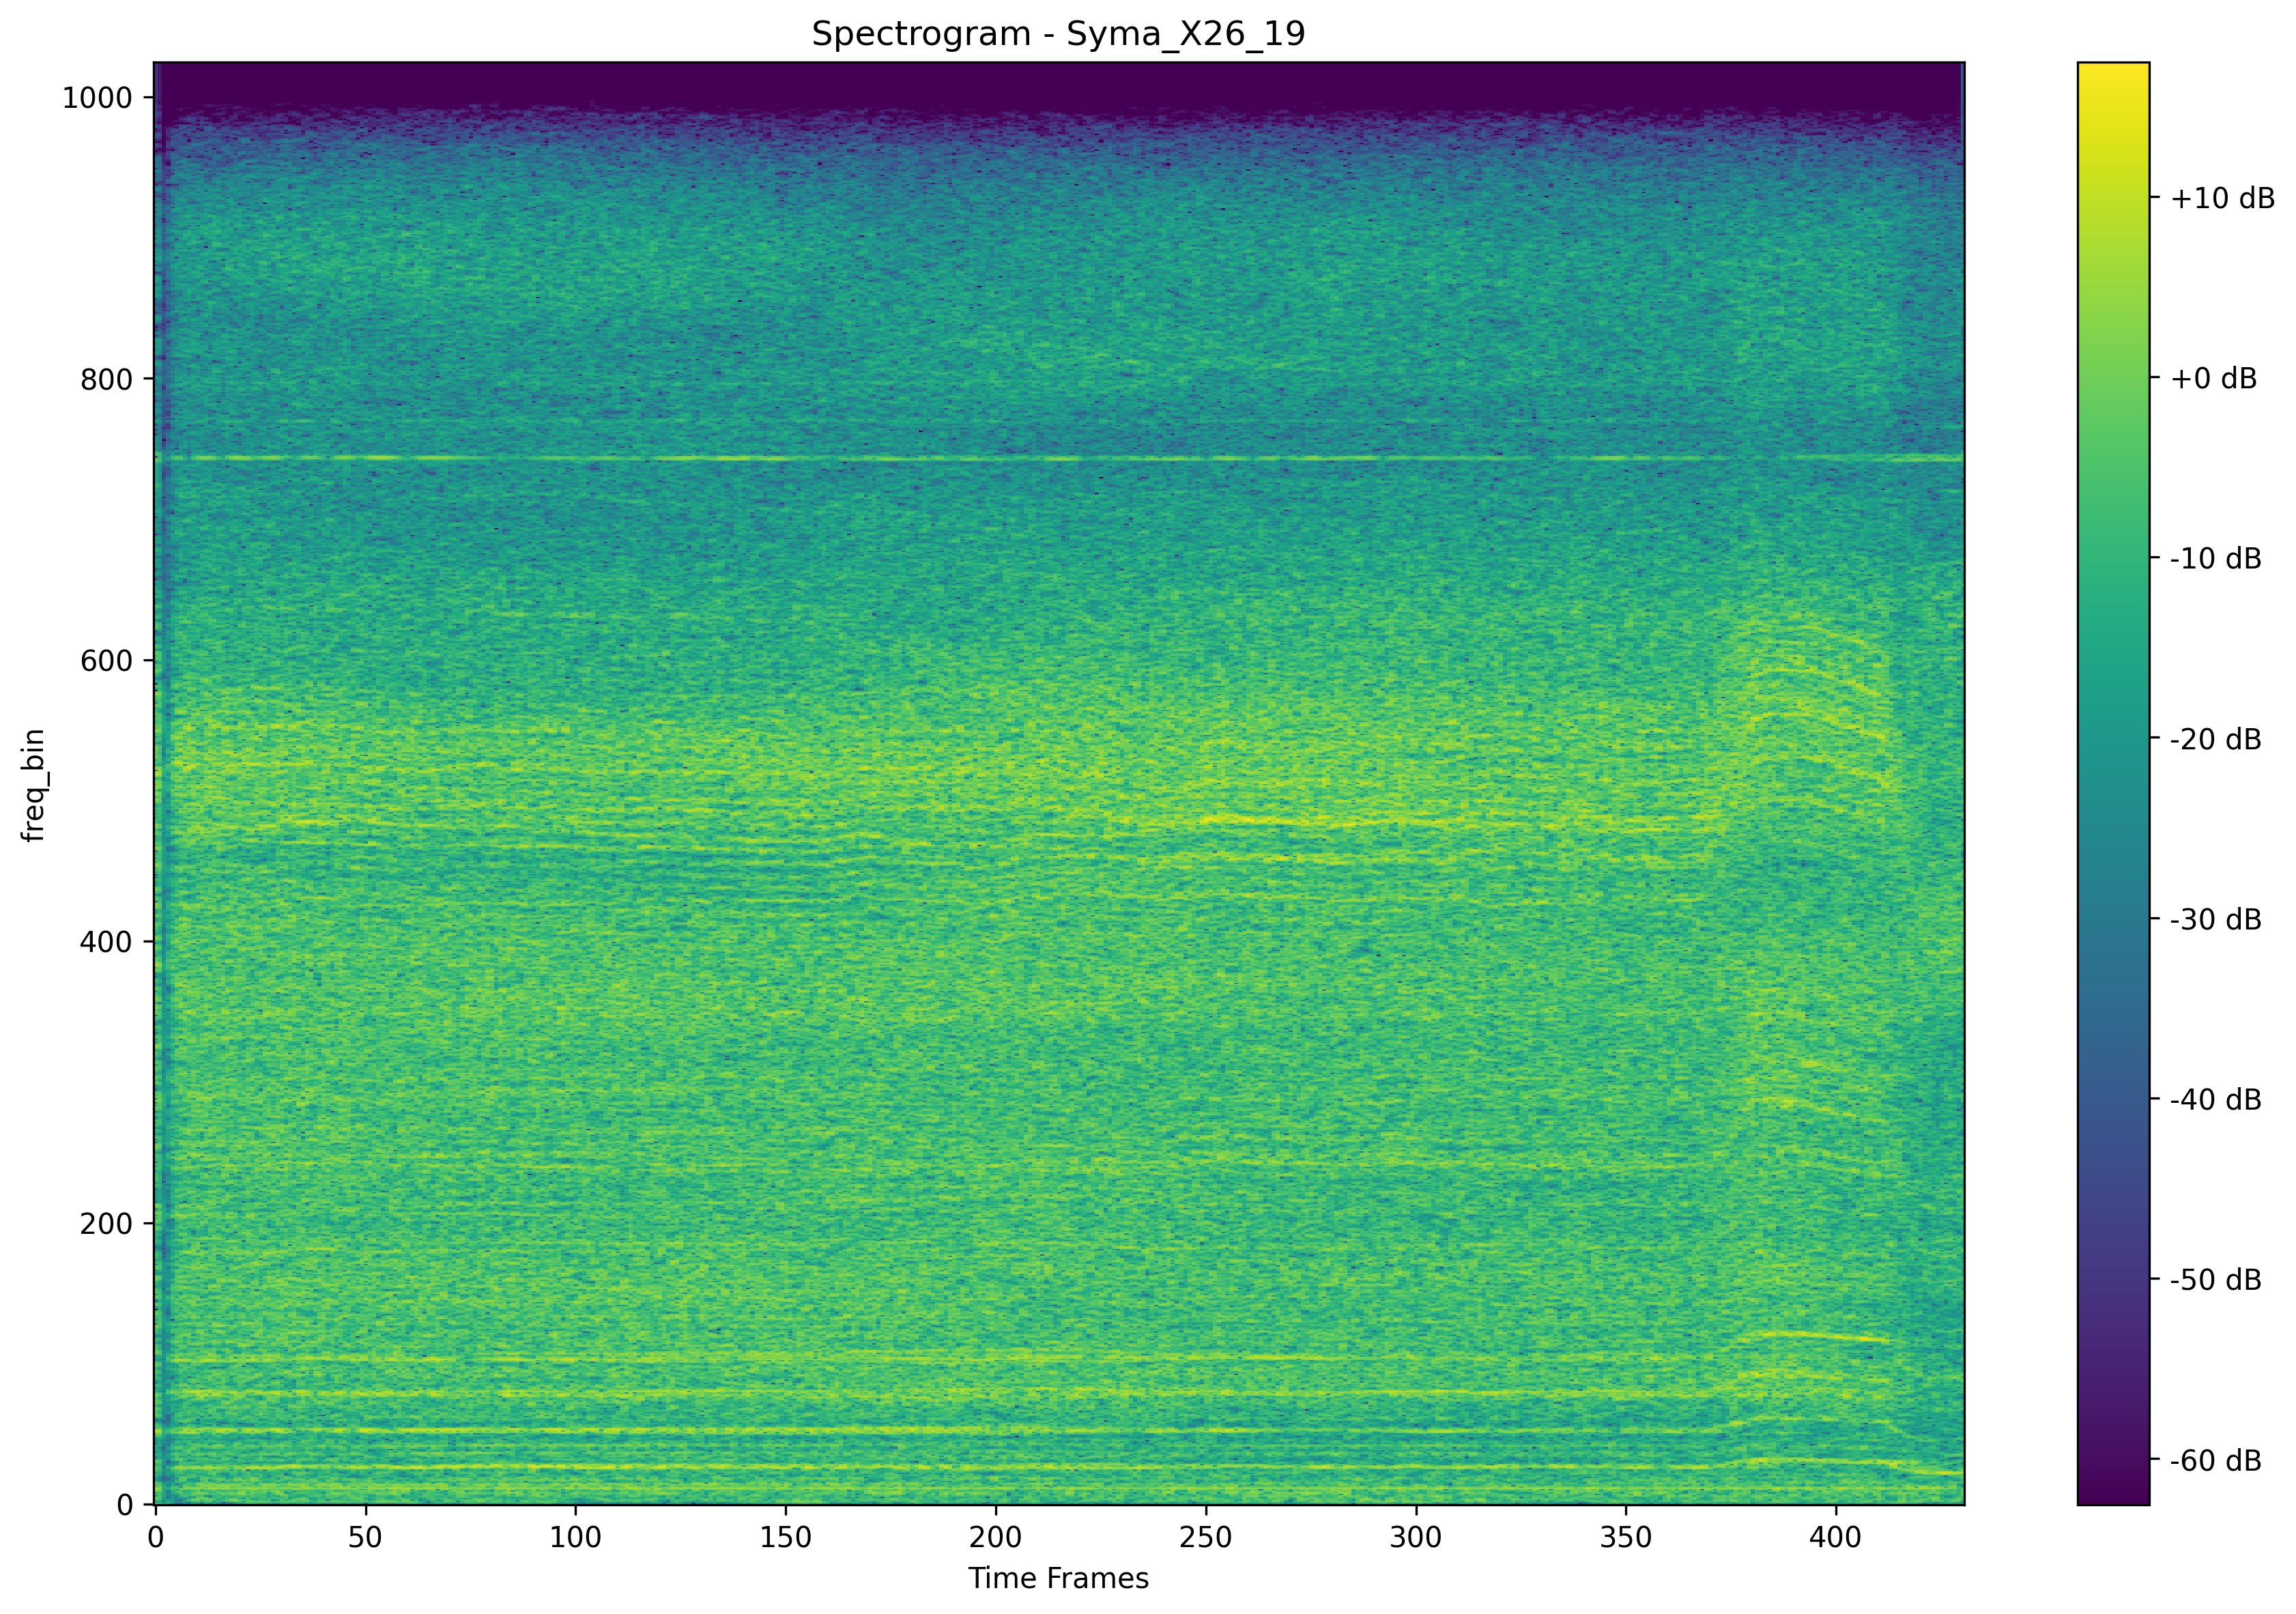 Spectrogram - Syma_X26_19
freq_bin
1000
800
600
400
200
0
0 50 100 150 200 250 300 350 400
Time Frames
+10 dB
+0 dB
-10 dB
-20 dB
-30 dB
-40 dB
-50 dB
-60 dB